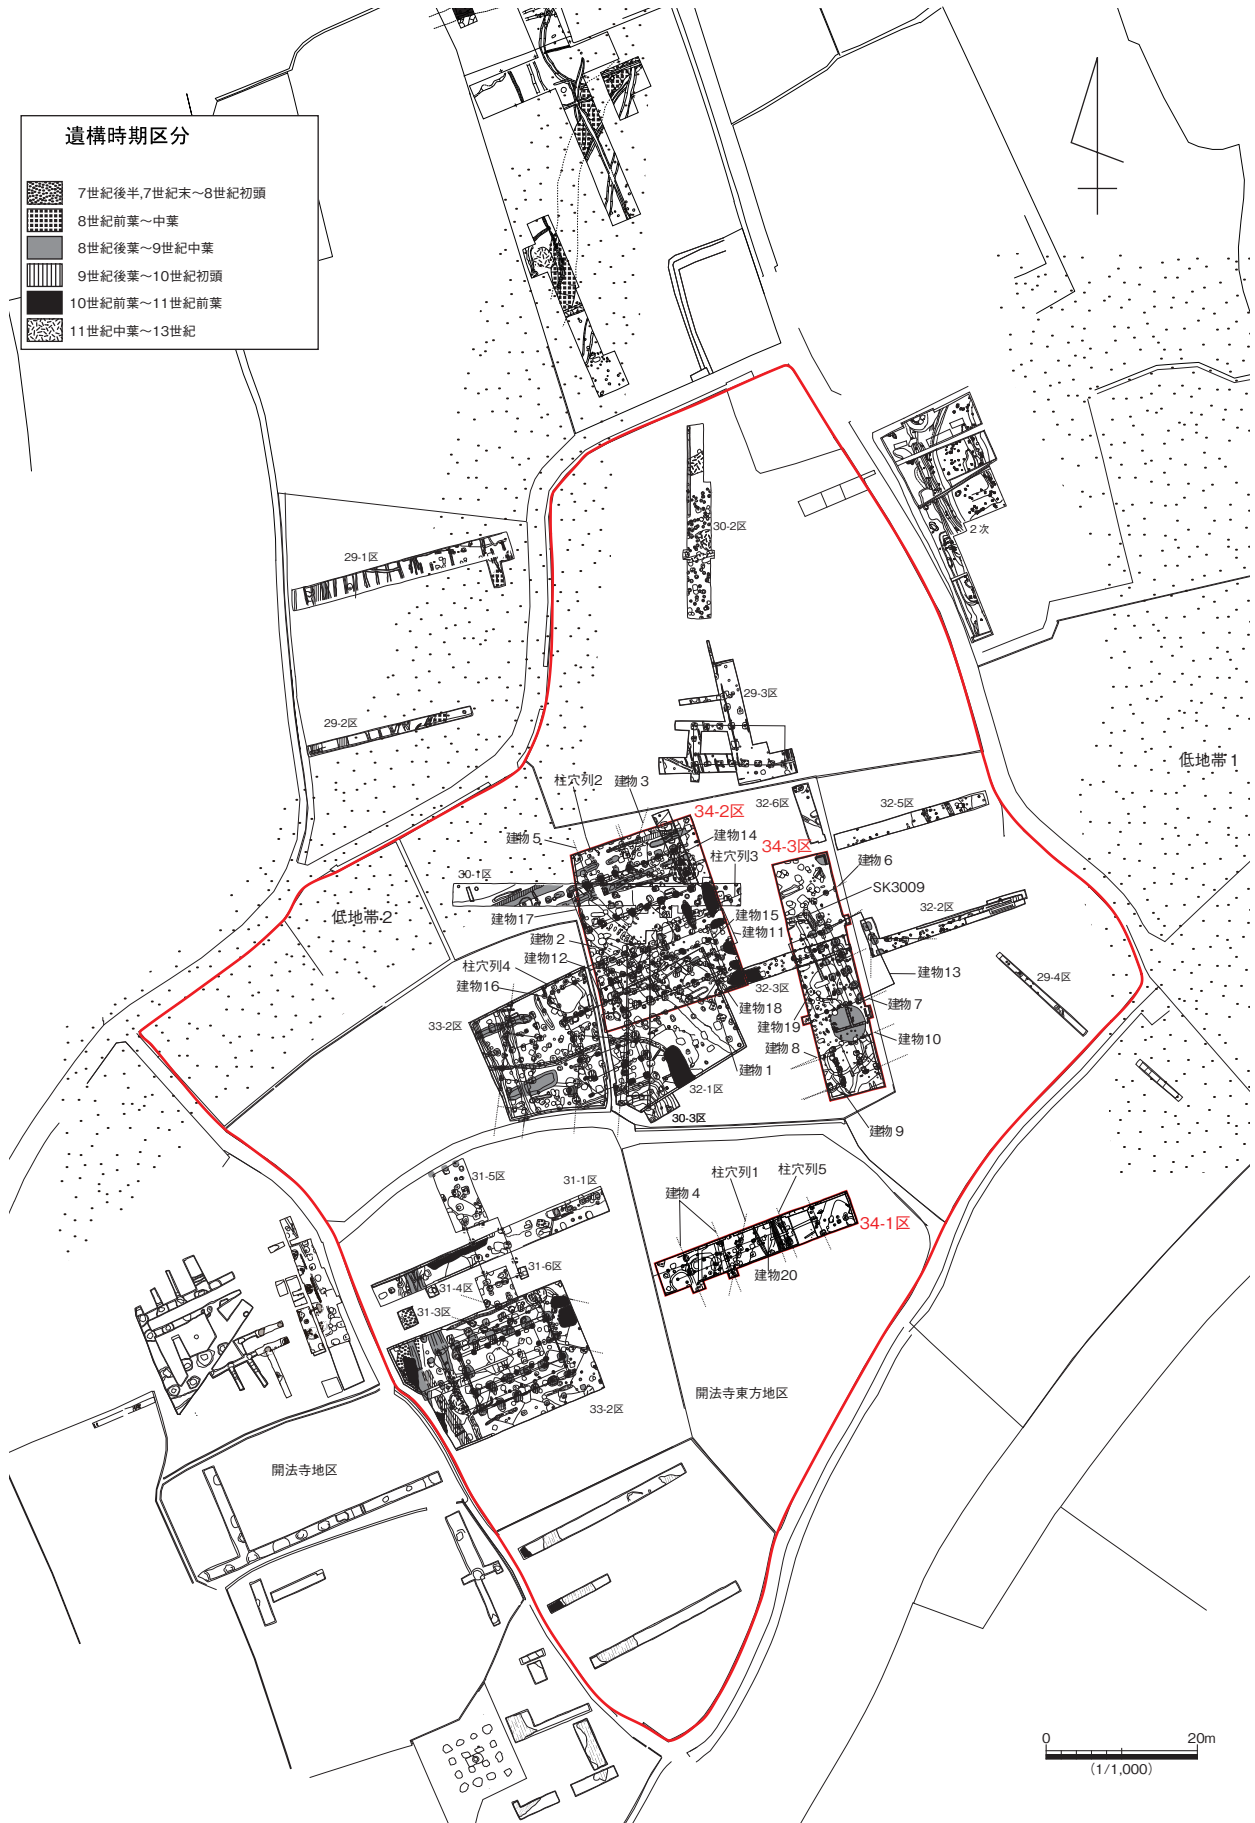 遺構時期区分
7世紀後半,7世紀末～8世紀初頭
8世紀前葉～中葉
8世紀後葉～9世紀中葉
9世紀後葉～10世紀初頭
10世紀前葉～11世紀前葉
11世紀中葉～13世紀
30-2区
2次
29-1区
29-2区
29-3区
低地帯1
柱穴列2
建物3
32-6区
32-5区
34-2区
建物5
建物14
34-3区
柱穴列3
建物6
30-1区
SK3009
低地帯2
建物17
建物15
32-2区
建物2
建物11
建物12
柱穴列4
建物16
32-3区
建物13
29-4区
建物18
建物7
33-2区
建物19
建物10
建物8
建物1
32-1区
30-3区
建物9
31-5区
31-1区
柱穴列1
柱穴列5
建物4
34-1区
31-6区
31-4区
建物20
31-3区
開法寺東方地区
33-2区
開法寺地区
0
20m
(1/1,000)